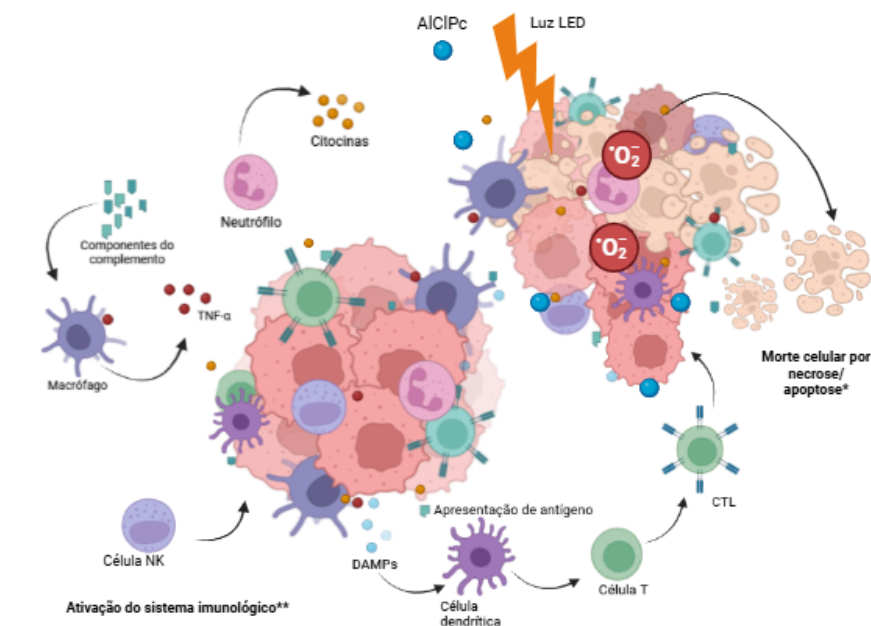 AlClPc
Luz LED
Citocinas
Neutrófilo
Componentes do
complemento
TNF-α
Macrófago
•O2−
•O2−
Morte celular por
necrose/
apoptose*
CTL
Apresentação de antígeno
Célula NK
DAMPs
Célula T
Célula
dendrítica
Ativação do sistema imunológico**